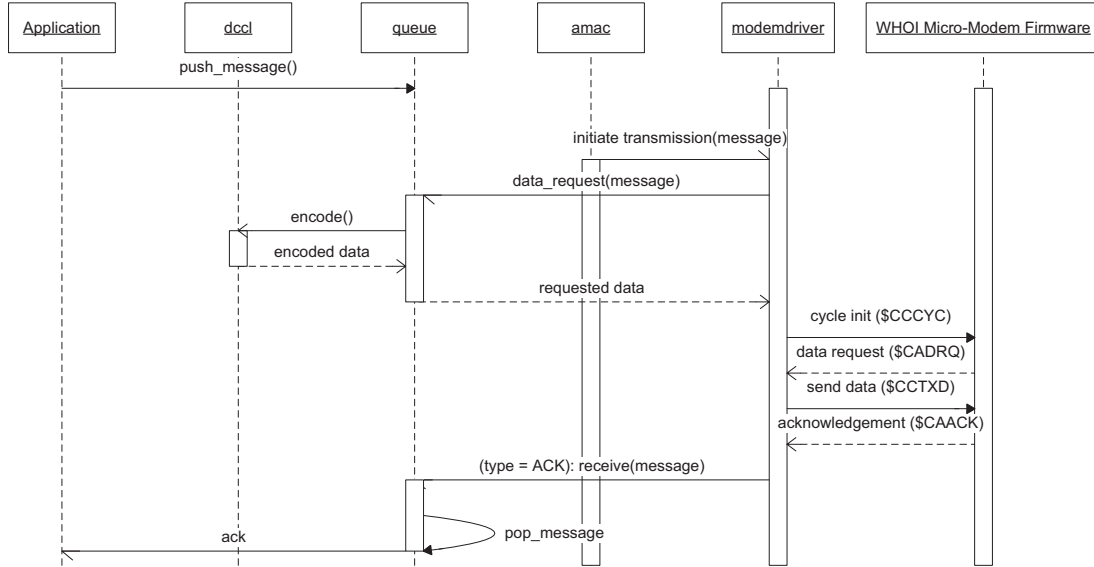 Application
dccl
queue
amac
modemdriver
WHOI Micro-Modem Firmware
push_message()
initiate transmission(message)
data_request(message)
encode()
encoded data
requested data
cycle init ($CCCYC)
data request ($CADRQ)
send data ($CCTXD)
acknowledgement ($CAACK)
(type = ACK): receive(message)
pop_message
ack